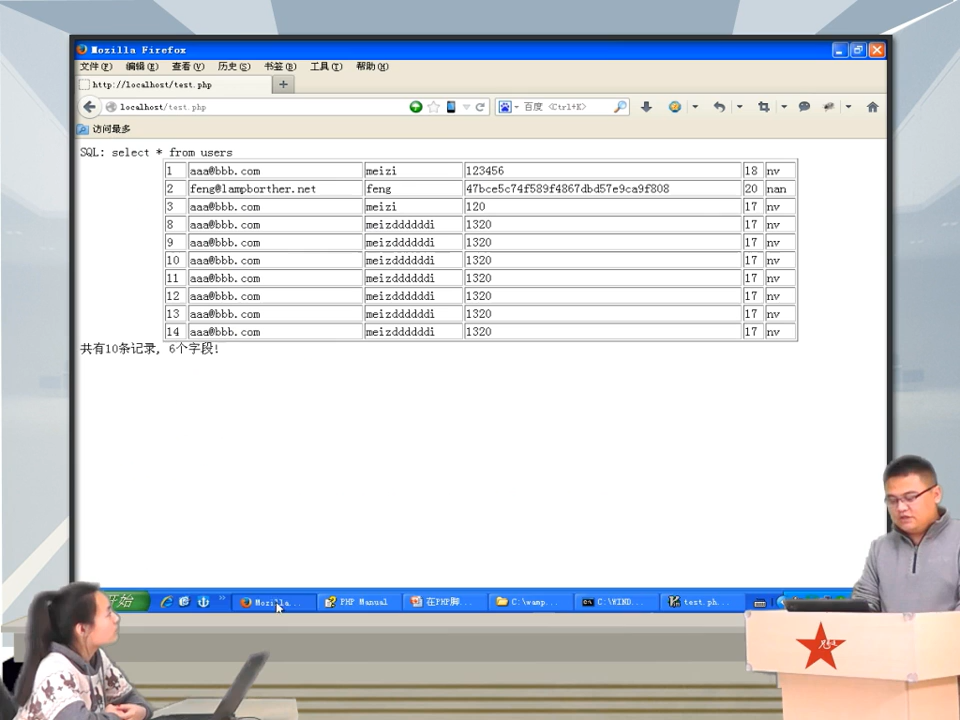 Mozilla Firefox
文件(F) 编辑(E) 查看(V) 历史(S) 书签(B) 工具(T) 帮助(H)
http://localhost/test.php +
localhost/test.php 百度 <Ctrl+K>
访问最多
SQL: select * from users
1 aaa@bbb.com meizi 123456 18 nv
2 feng@lampborther.net feng 47bce5c74f589f4867dbd57e9ca9f808 20 nan
3 aaa@bbb.com meizi 120 17 nv
8 aaa@bbb.com meizddddddi 1320 17 nv
9 aaa@bbb.com meizddddddi 1320 17 nv
10 aaa@bbb.com meizddddddi 1320 17 nv
11 aaa@bbb.com meizddddddi 1320 17 nv
12 aaa@bbb.com meizddddddi 1320 17 nv
13 aaa@bbb.com meizddddddi 1320 17 nv
14 aaa@bbb.com meizddddddi 1320 17 nv
共有10条记录, 6个字段!
开始 Mozilla... PHP Manual 在PHP脚... C:\wamp... C:\WIND... test.ph...